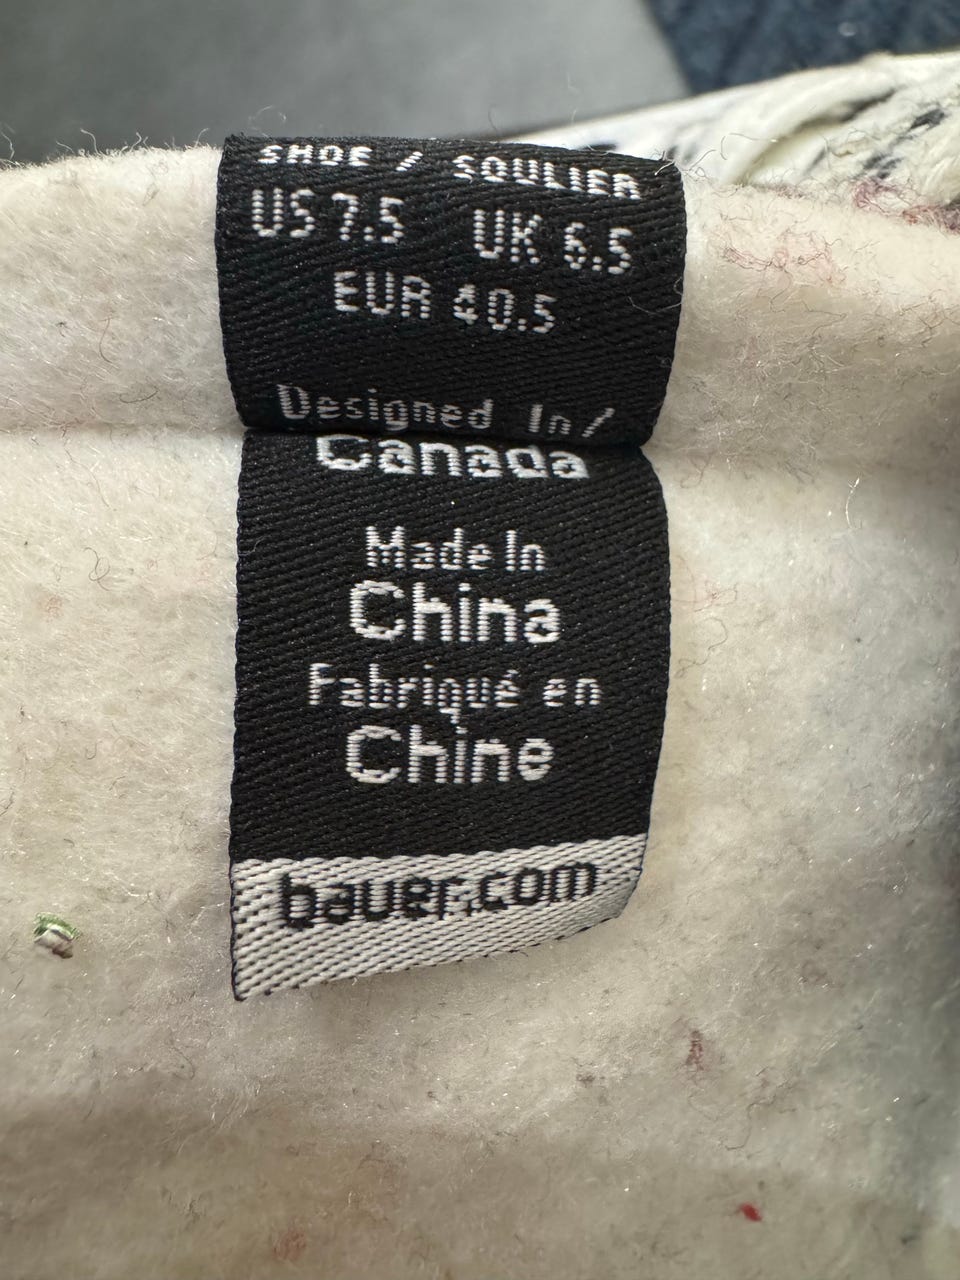 SHOE / SOULIER
US 7.5 UK 6.5
EUR 40.5
Designed In/
Canada
Made In
China
Fabriqué en
Chine
bauer.com